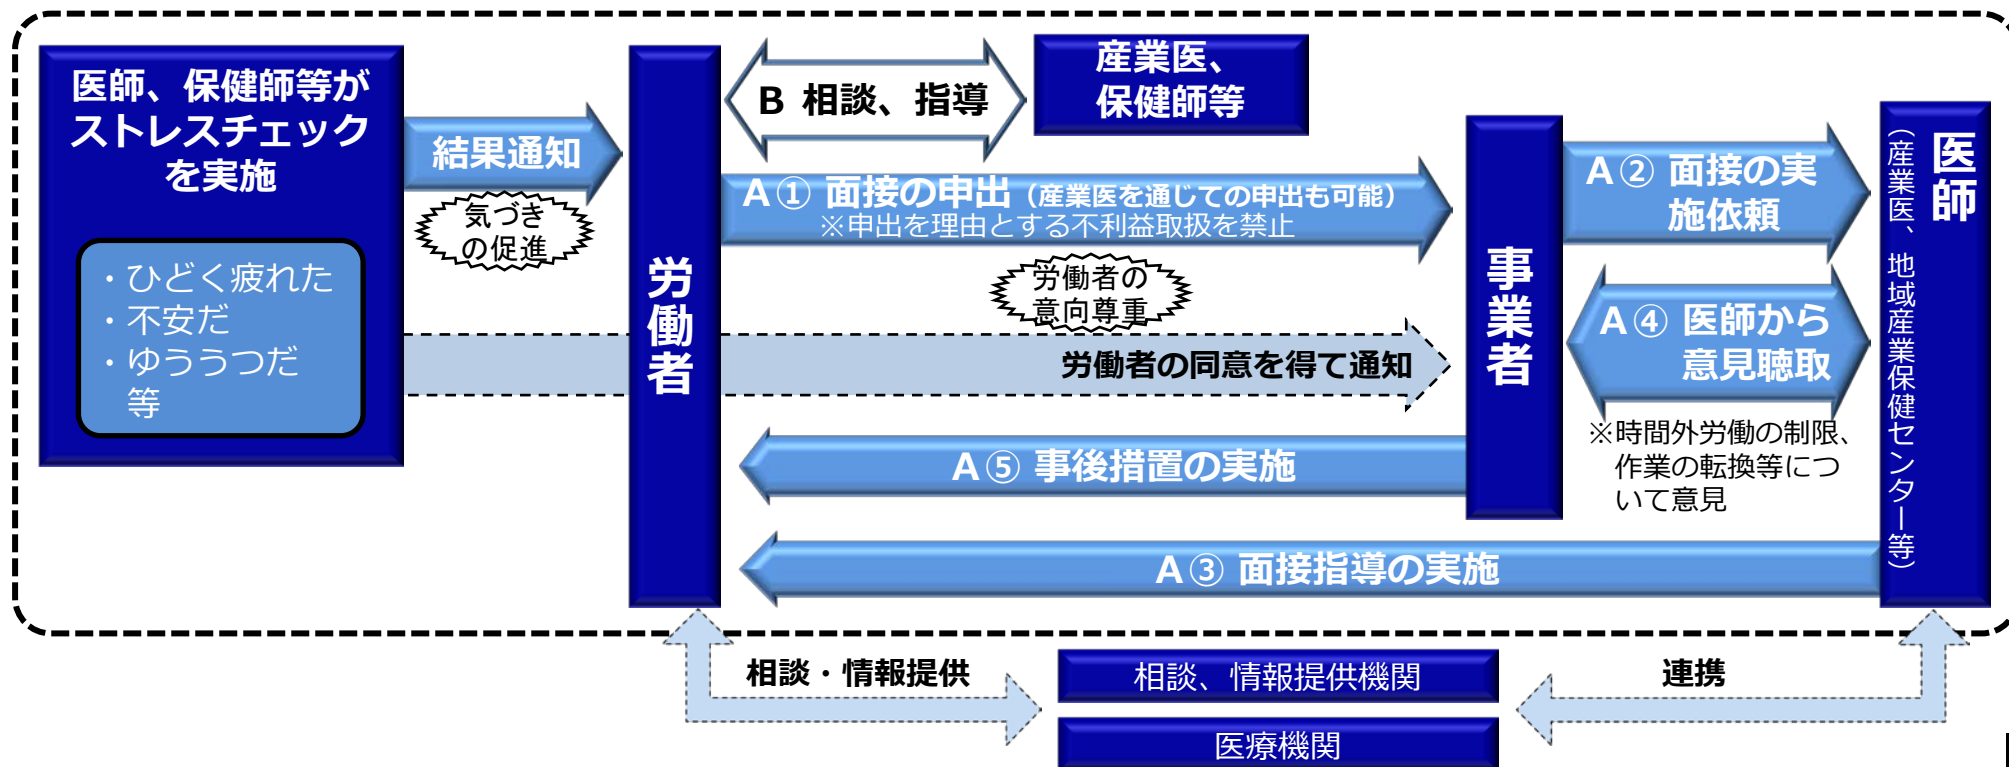 医師、保健師等が
ストレスチェック
を実施
・ひどく疲れた
・不安だ
・ゆううつだ
等
結果通知
気づき
の促進
労働者
B 相談、指導
産業医、
保健師等
A① 面接の申出（産業医を通じての申出も可能）
※申出を理由とする不利益取扱を禁止
労働者の
意向尊重
労働者の同意を得て通知
A⑤ 事後措置の実施
A③ 面接指導の実施
事業者
A② 面接の実
施依頼
A④ 医師から
意見聴取
※時間外労働の制限、
作業の転換等につ
いて意見
医師
（産業医、地域産業保健センター等）
相談・情報提供
相談、情報提供機関
医療機関
連携